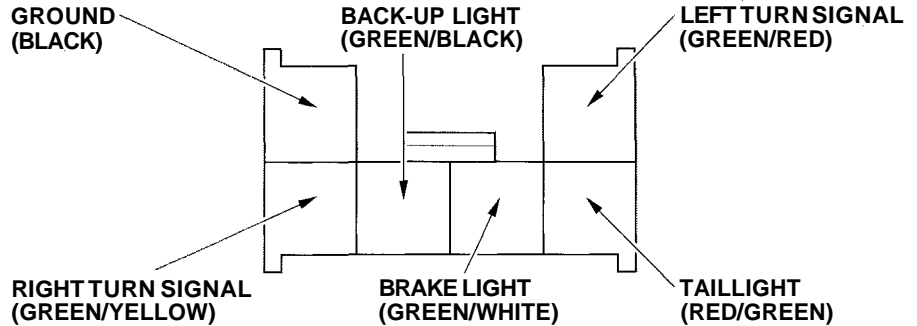 GROUND
(BLACK)
BACK-UP LIGHT
(GREEN/BLACK)
LEFT TURN SIGNAL
(GREEN/RED)
RIGHT TURN SIGNAL
(GREEN/YELLOW)
BRAKE LIGHT
(GREEN/WHITE)
TAILLIGHT
(RED/GREEN)